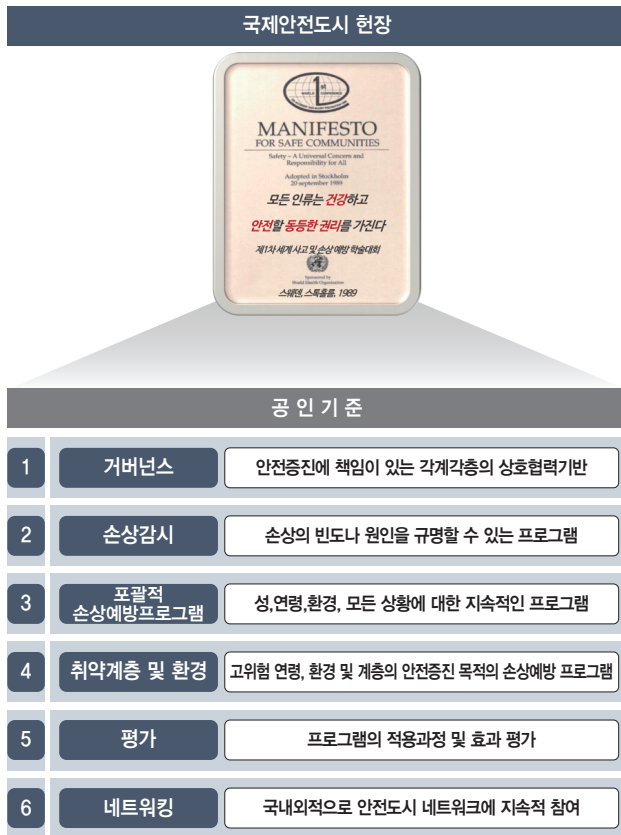 국제안전도시 헌장
1st
WORLD CONFERENCE
MANIFESTO
FOR SAFE COMMUNITIES
Safety – A Universal Concern and
Responsibility for All
Adopted in Stockholm
20 september 1989
모든 인류는 건강하고
안전할 동등한 권리를 가진다
제1차 세계 사고 및 손상 예방 학술대회
Sponsored by
World Health Organization
스웨덴, 스톡홀름, 1989
공 인 기 준
1 거버넌스 안전증진에 책임이 있는 각계각층의 상호협력기반
2 손상감시 손상의 빈도나 원인을 규명할 수 있는 프로그램
3 포괄적
손상예방프로그램 성,연령,환경, 모든 상황에 대한 지속적인 프로그램
4 취약계층 및 환경 고위험 연령, 환경 및 계층의 안전증진 목적의 손상예방 프로그램
5 평가 프로그램의 적용과정 및 효과 평가
6 네트워킹 국내외적으로 안전도시 네트워크에 지속적 참여